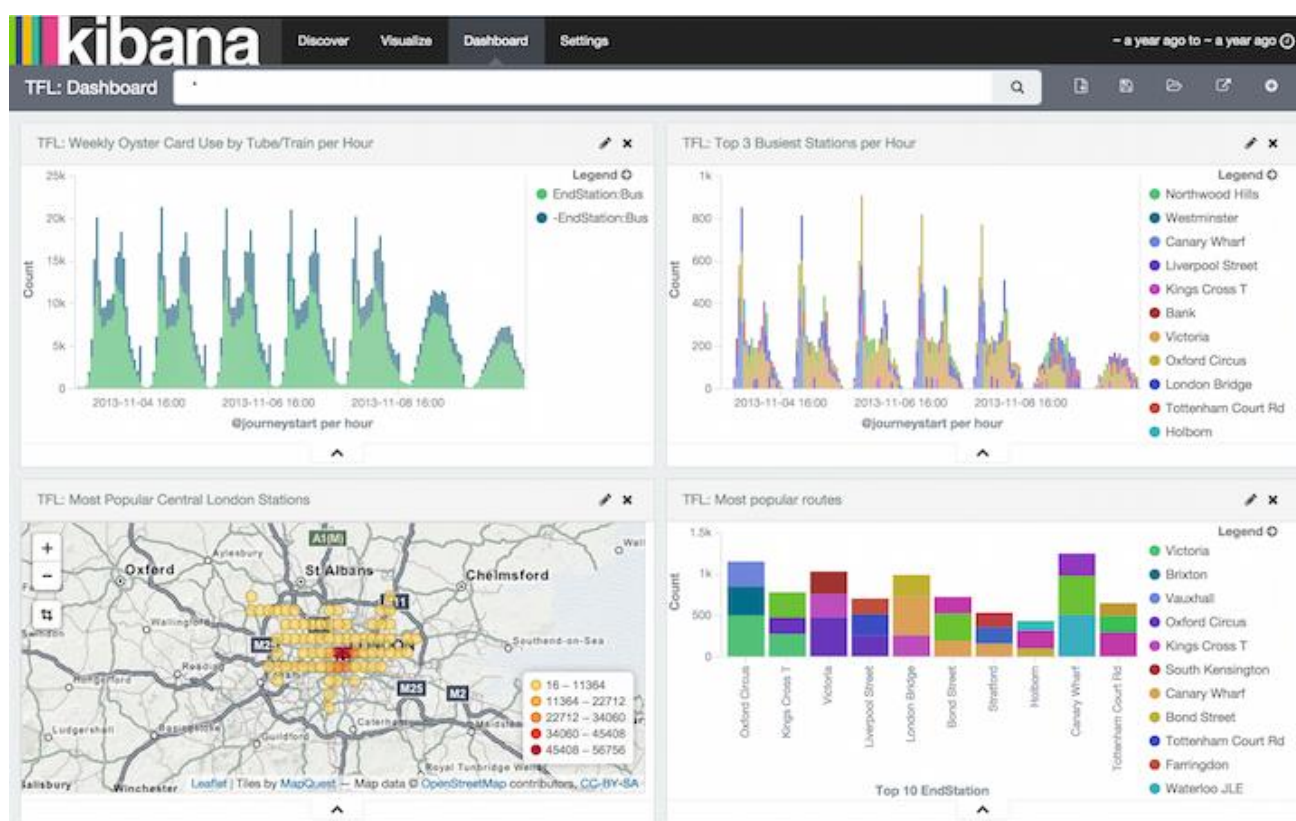 kibana
Discover Visualize Dashboard Settings
~ a year ago to ~ a year ago
TFL: Dashboard *
TFL: Weekly Oyster Card Use by Tube/Train per Hour
25k
20k
15k
10k
5k
0
Count
2013-11-04 16:00 2013-11-06 16:00 2013-11-08 16:00
@journeystart per hour
Legend
EndStation:Bus
-EndStation:Bus
TFL: Top 3 Busiest Stations per Hour
1k
800
600
400
200
0
Count
2013-11-04 16:00 2013-11-06 16:00 2013-11-08 16:00
@journeystart per hour
Legend
Northwood Hills
Westminster
Canary Wharf
Liverpool Street
Kings Cross T
Bank
Victoria
Oxford Circus
London Bridge
Tottenham Court Rd
Holborn
TFL: Most Popular Central London Stations
+
−
A1(M)
Aylesbury
Oxford
St Albans
Chelmsford
Wallingford
Southend-on-Sea
Reading
Hungerford
M25
M2
Ludgershall
Basingstoke
Guildford
Caterham
Maidstone
Royal Tunbridge Wells
Salisbury
Winchester
16 – 11364
11364 – 22712
22712 – 34060
34060 – 45408
45408 – 56756
Leaflet | Tiles by MapQuest — Map data © OpenStreetMap contributors, CC-BY-SA
TFL: Most popular routes
1.5k
1k
500
0
Count
Oxford Circus
Kings Cross T
Victoria
Liverpool Street
London Bridge
Bond Street
Stratford
Holborn
Canary Wharf
Tottenham Court Rd
Top 10 EndStation
Legend
Victoria
Brixton
Vauxhall
Oxford Circus
Kings Cross T
South Kensington
Canary Wharf
Bond Street
Tottenham Court Rd
Farringdon
Waterloo JLE